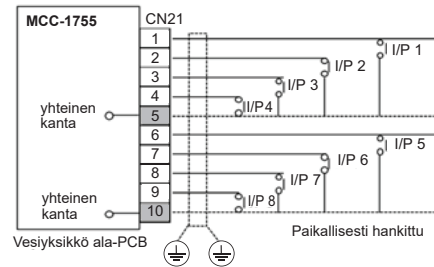 MCC-1755
CN21
1
I/P 1
2
I/P 2
3
I/P 3
4
I/P4
yhteinen
kanta
5
6
I/P 5
7
I/P 6
8
I/P 7
9
I/P 8
yhteinen
kanta
10
Vesiyksikkö ala-PCB
Paikallisesti hankittu